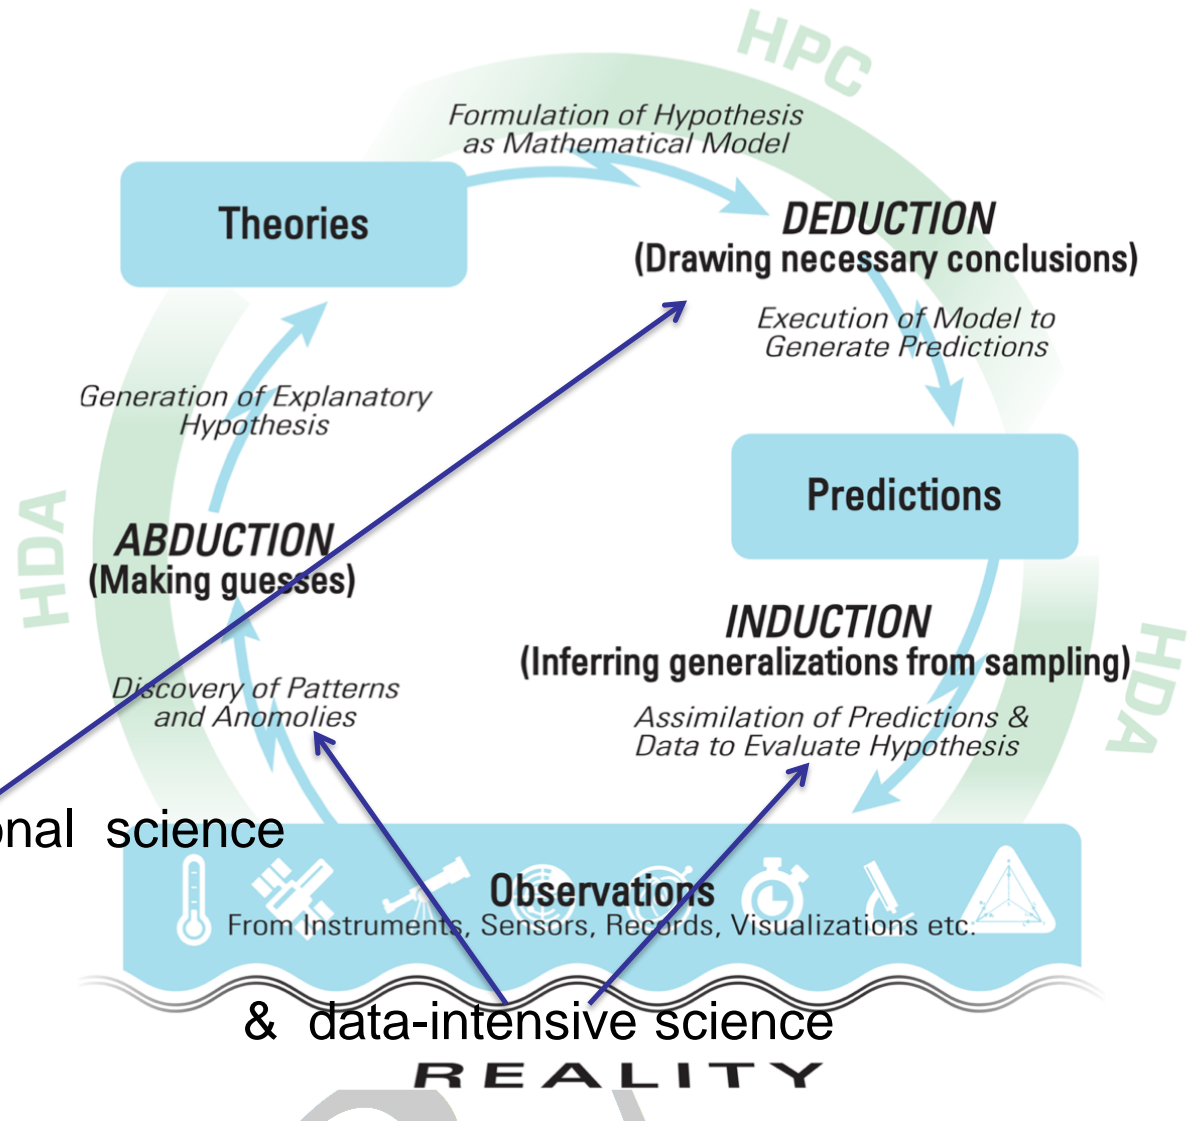 HPC
Formulation of Hypothesis
as Mathematical Model
Theories
DEDUCTION
(Drawing necessary conclusions)
Execution of Model to
Generate Predictions
Generation of Explanatory
Hypothesis
Predictions
HDA
ABDUCTION
(Making guesses)
INDUCTION
(Inferring generalizations from sampling)
HDA
Discovery of Patterns
and Anomolies
Assimilation of Predictions &
Data to Evaluate Hypothesis
onal science
Observations
From Instruments, Sensors, Records, Visualizations etc.
& data-intensive science
REALITY